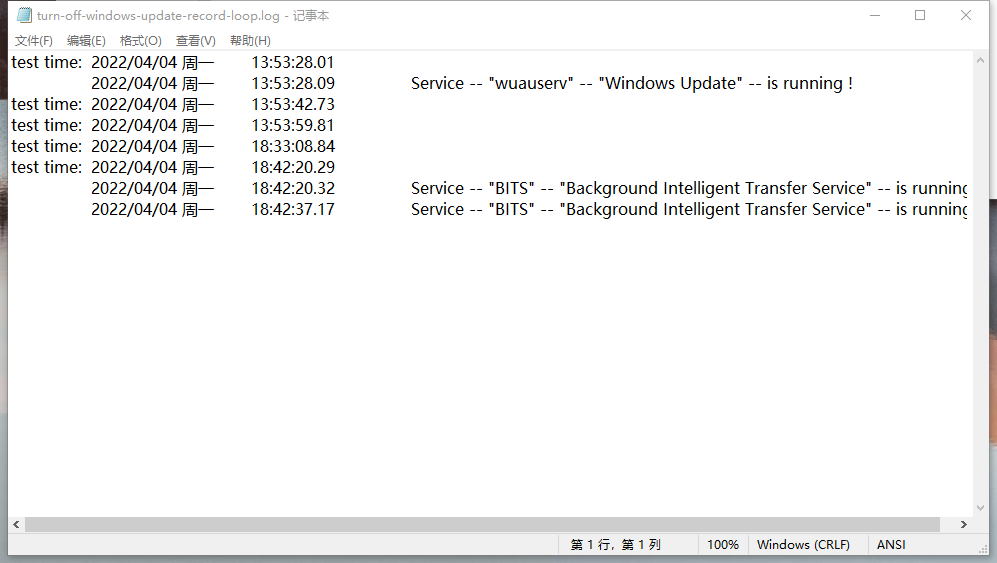 turn-off-windows-update-record-loop.log - 记事本
文件(F) 编辑(E) 格式(O) 查看(V) 帮助(H)
test time: 2022/04/04 周一 13:53:28.01
2022/04/04 周一 13:53:28.09 Service -- "wuauserv" -- "Windows Update" -- is running !
test time: 2022/04/04 周一 13:53:42.73
test time: 2022/04/04 周一 13:53:59.81
test time: 2022/04/04 周一 18:33:08.84
test time: 2022/04/04 周一 18:42:20.29
2022/04/04 周一 18:42:20.32 Service -- "BITS" -- "Background Intelligent Transfer Service" -- is running
2022/04/04 周一 18:42:37.17 Service -- "BITS" -- "Background Intelligent Transfer Service" -- is running
第 1 行，第 1 列 100% Windows (CRLF) ANSI